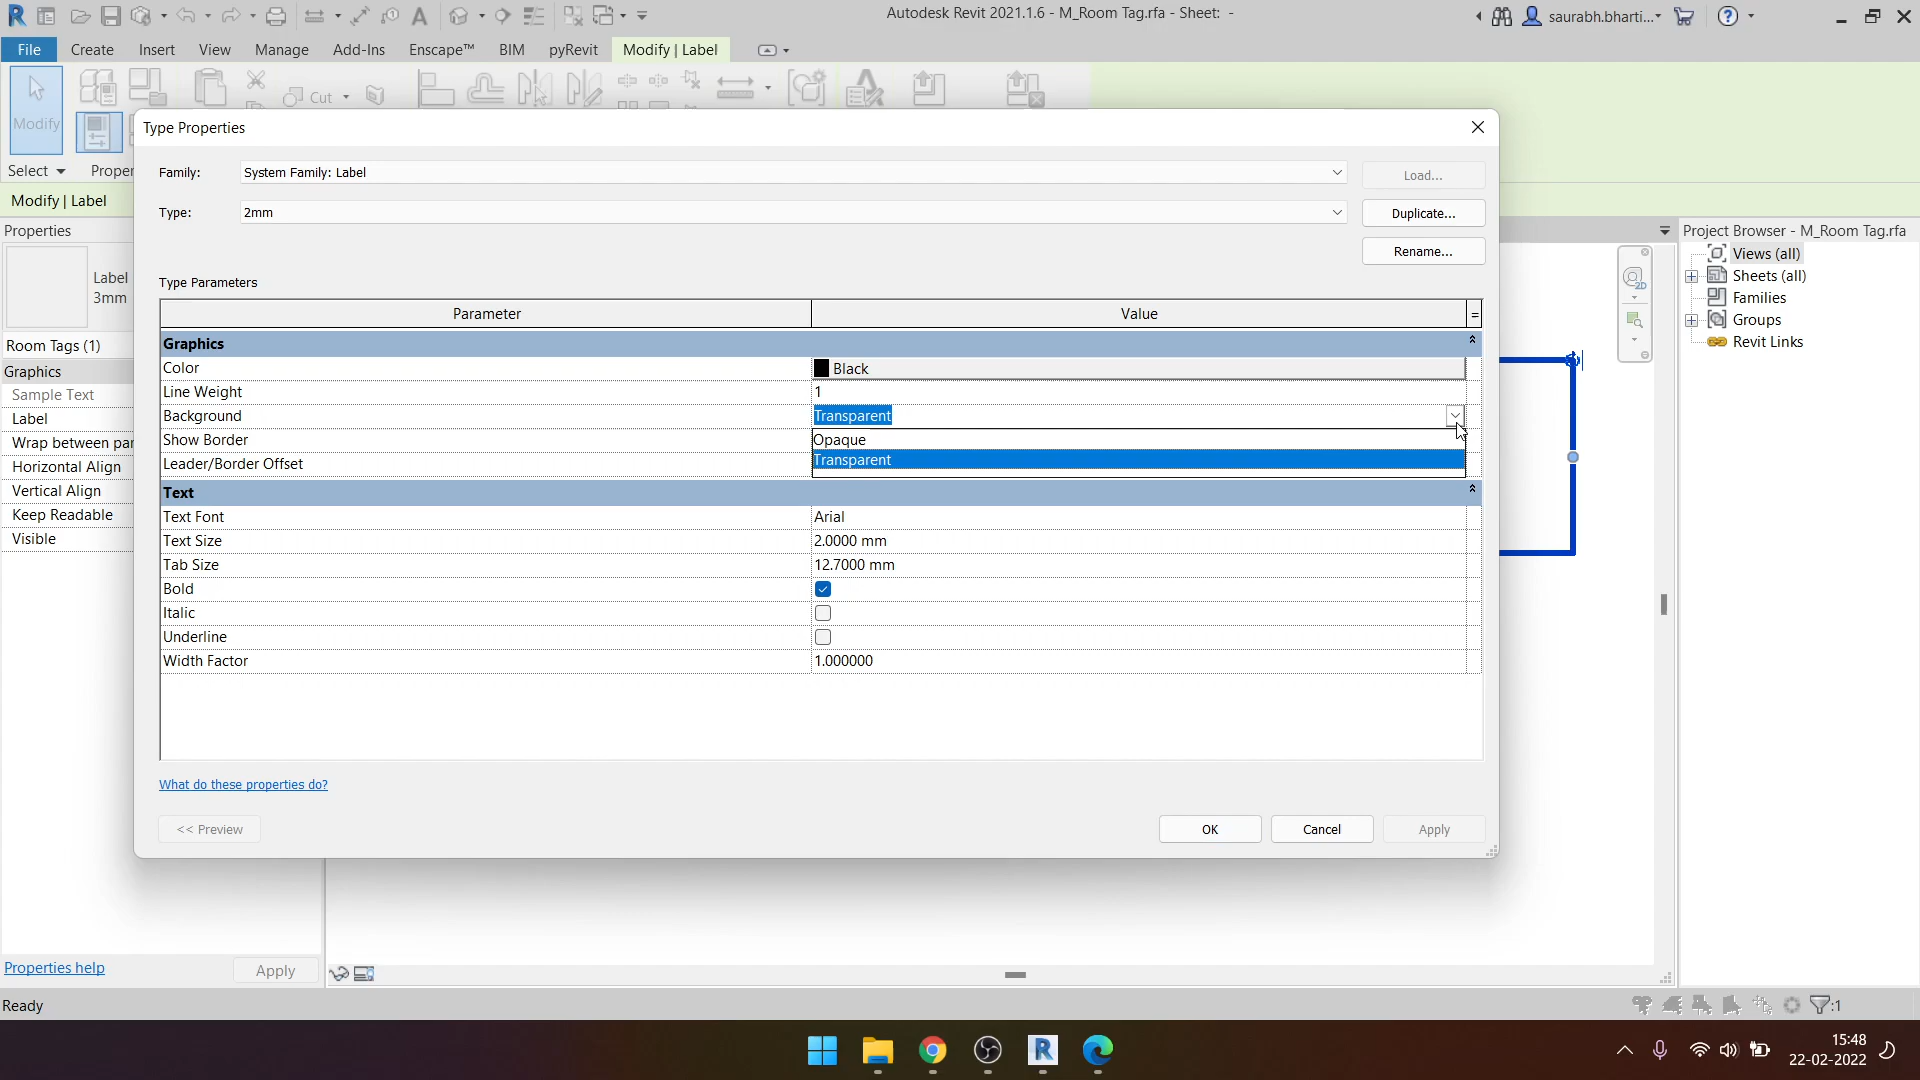 Autodesk Revit 2021.1.6 - M_Room Tag.rfa - Sheet: -
saurabh.bharti...
File Create Insert View Manage Add-Ins Enscape™ BIM pyRevit Modify | Label
Modify
Cut
Select
Proper
Modify | Label
Properties
Label
3mm
Room Tags (1)
Graphics
Sample Text
Label
Wrap between par
Horizontal Align
Vertical Align
Keep Readable
Visible
Properties help
Apply
Type Properties
Family: System Family: Label Load...
Type: 2mm Duplicate...
Rename...
Type Parameters
Parameter Value =
Graphics
Color Black
Line Weight 1
Background Transparent
Show Border Opaque
Transparent
Leader/Border Offset
Text
Text Font Arial
Text Size 2.0000 mm
Tab Size 12.7000 mm
Bold
Italic
Underline
Width Factor 1.000000
What do these properties do?
<< Preview OK Cancel Apply
Project Browser - M_Room Tag.rfa
Views (all)
Sheets (all)
Families
Groups
Revit Links
2D
Ready
:1
15:48
22-02-2022